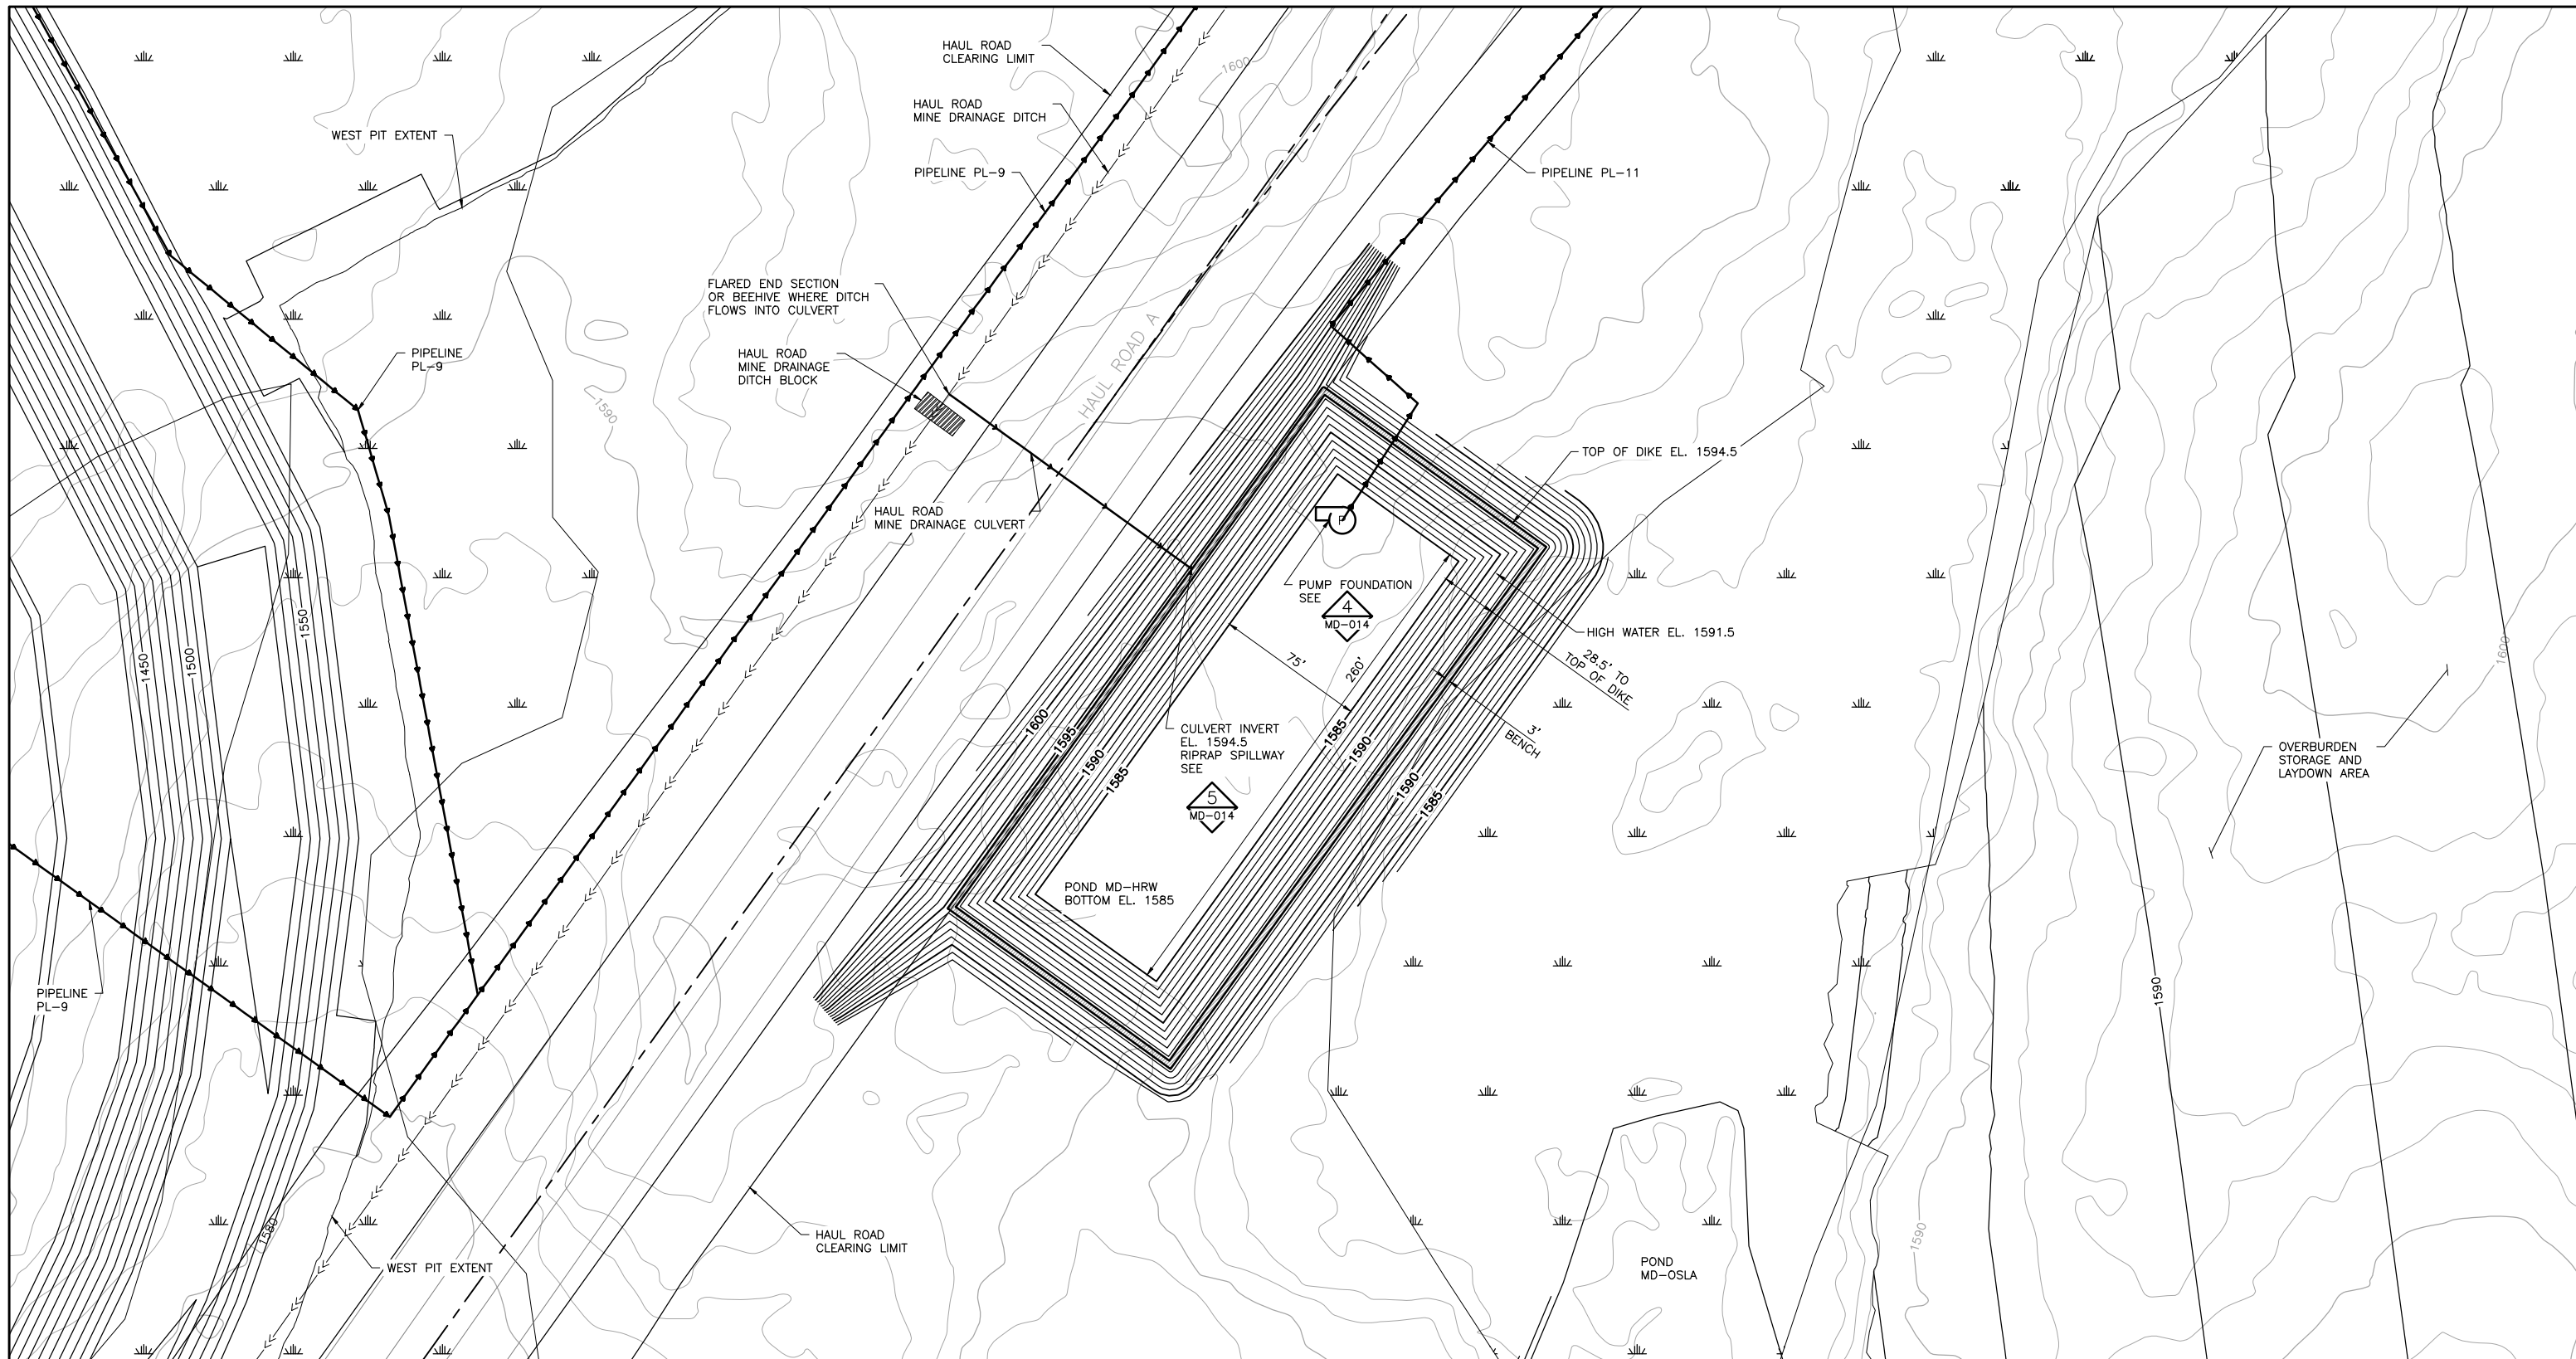 HAUL ROAD
CLEARING LIMIT
1600
HAUL ROAD
MINE DRAINAGE DITCH
WEST PIT EXTENT
PIPELINE PL-9
PIPELINE PL-11
FLARED END SECTION
OR BEEHIVE WHERE DITCH
FLOWS INTO CULVERT
HAUL ROAD A
HAUL ROAD
MINE DRAINAGE
DITCH BLOCK
PIPELINE
PL-9
1590
TOP OF DIKE EL. 1594.5
HAUL ROAD
MINE DRAINAGE CULVERT
P
PUMP FOUNDATION
SEE
4
MD-014
HIGH WATER EL. 1591.5
1550
1450
1500
75'
260'
28.5' TO
TOP OF DIKE
1600
3'
BENCH
1600
1595
1590
1585
1585
1590
1590
1585
CULVERT INVERT
EL. 1594.5
RIPRAP SPILLWAY
SEE
5
MD-014
OVERBURDEN
STORAGE AND
LAYDOWN AREA
POND MD-HRW
BOTTOM EL. 1585
PIPELINE
PL-9
1590
1580
HAUL ROAD
CLEARING LIMIT
1590
WEST PIT EXTENT
POND
MD-OSLA